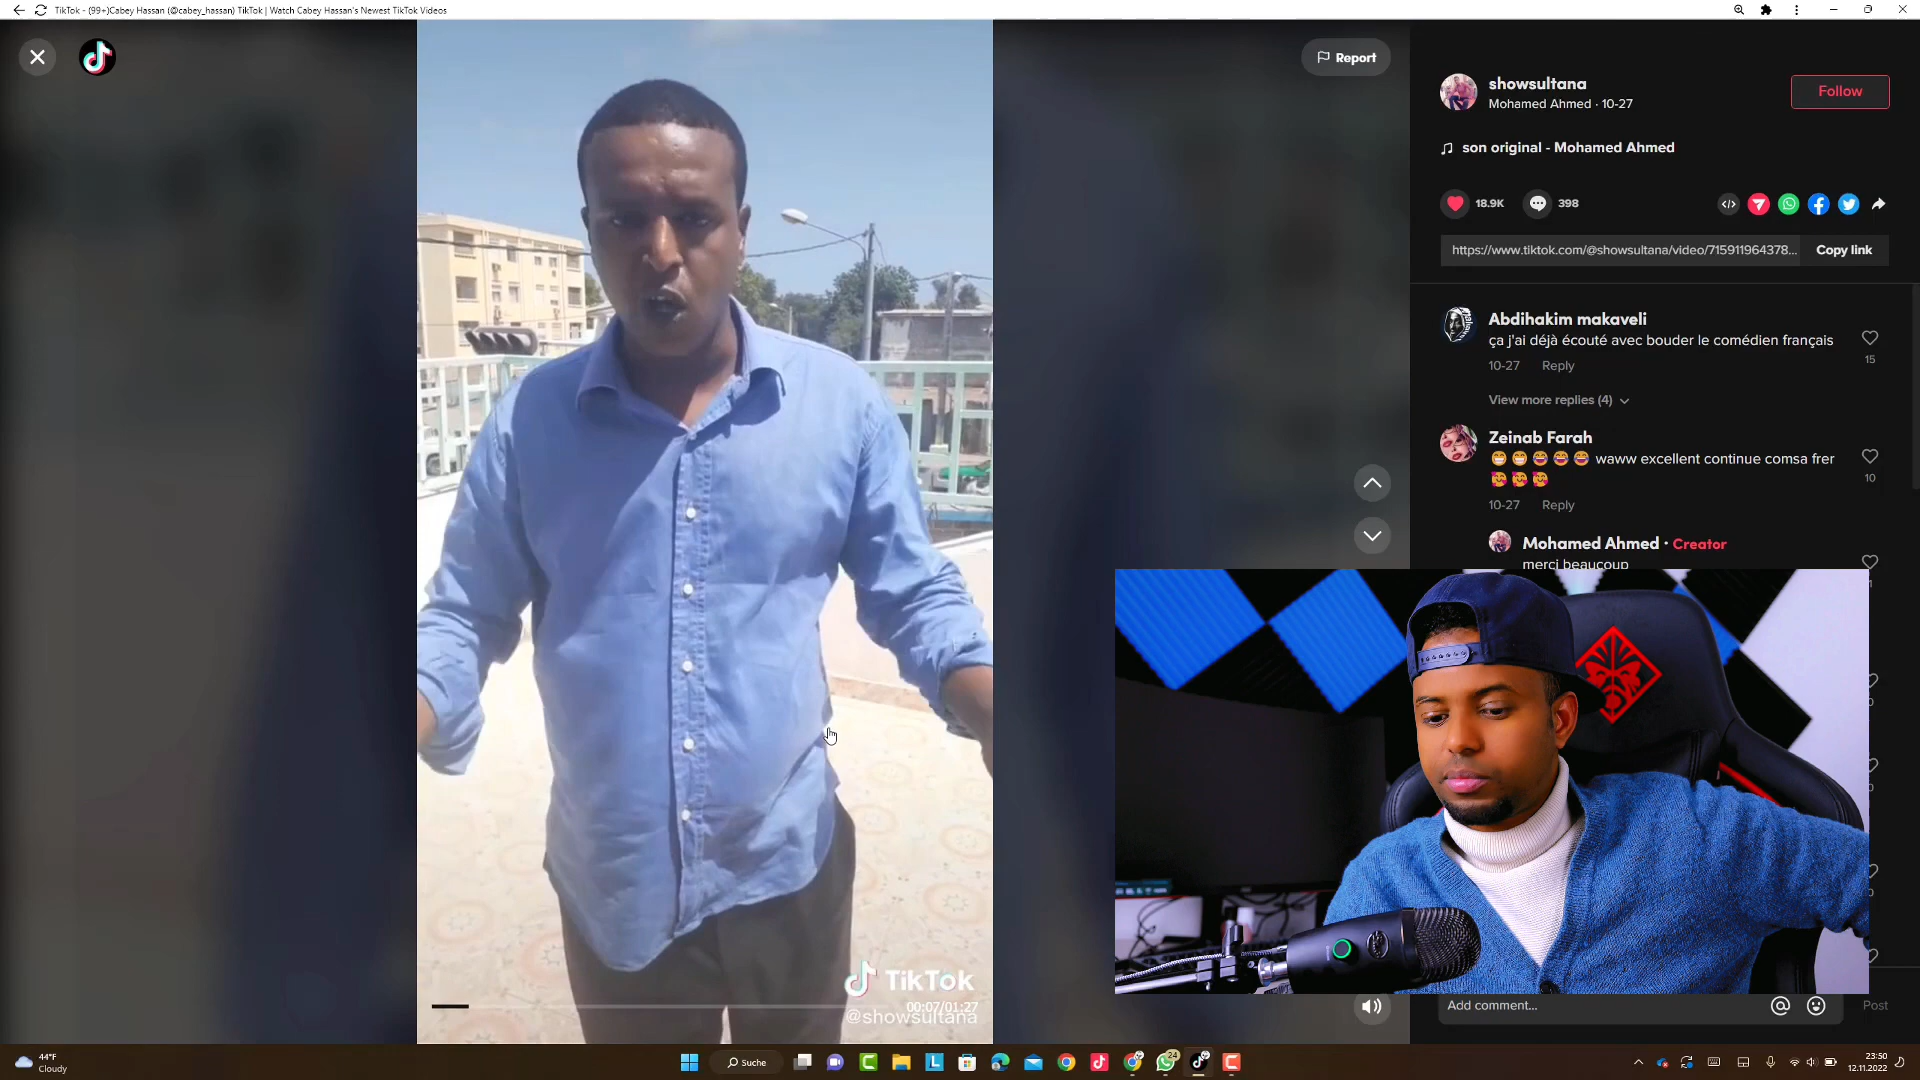 TikTok - (99+)Cabey Hassan (@cabey_hassan) TikTok | Watch Cabey Hassan's Newest TikTok Videos
Report
showsultana
Mohamed Ahmed · 10-27
Follow
son original - Mohamed Ahmed
18.9K
398
https://www.tiktok.com/@showsultana/video/715911964378...
Copy link
Abdihakim makaveli
ça j'ai déjà écouté avec bouder le comédien français
15
10-27 Reply
View more replies (4)
Zeinab Farah
😁😁😂😂😂 waww excellent continue comsa frer
🥰🥰🥰
10
10-27 Reply
Mohamed Ahmed · Creator
merci beaucoup
TikTok
00:07/01:27
@showsultana
Add comment...
Post
44°F
Cloudy
Suche
24
23:50
12.11.2022